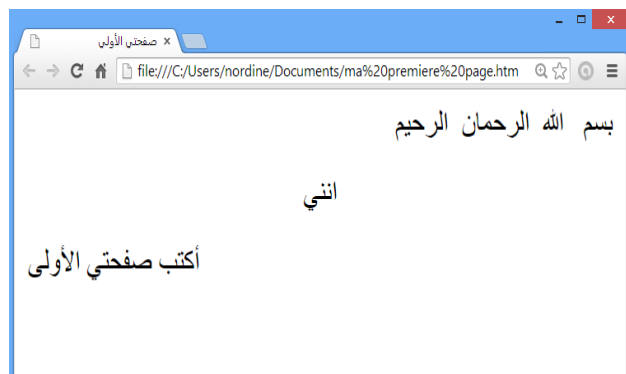 صفحتي الأولى
file:///C:/Users/nordine/Documents/ma%20premiere%20page.htm
بسم الله الرحمان الرحيم
انني
أكتب صفحتي الأولى